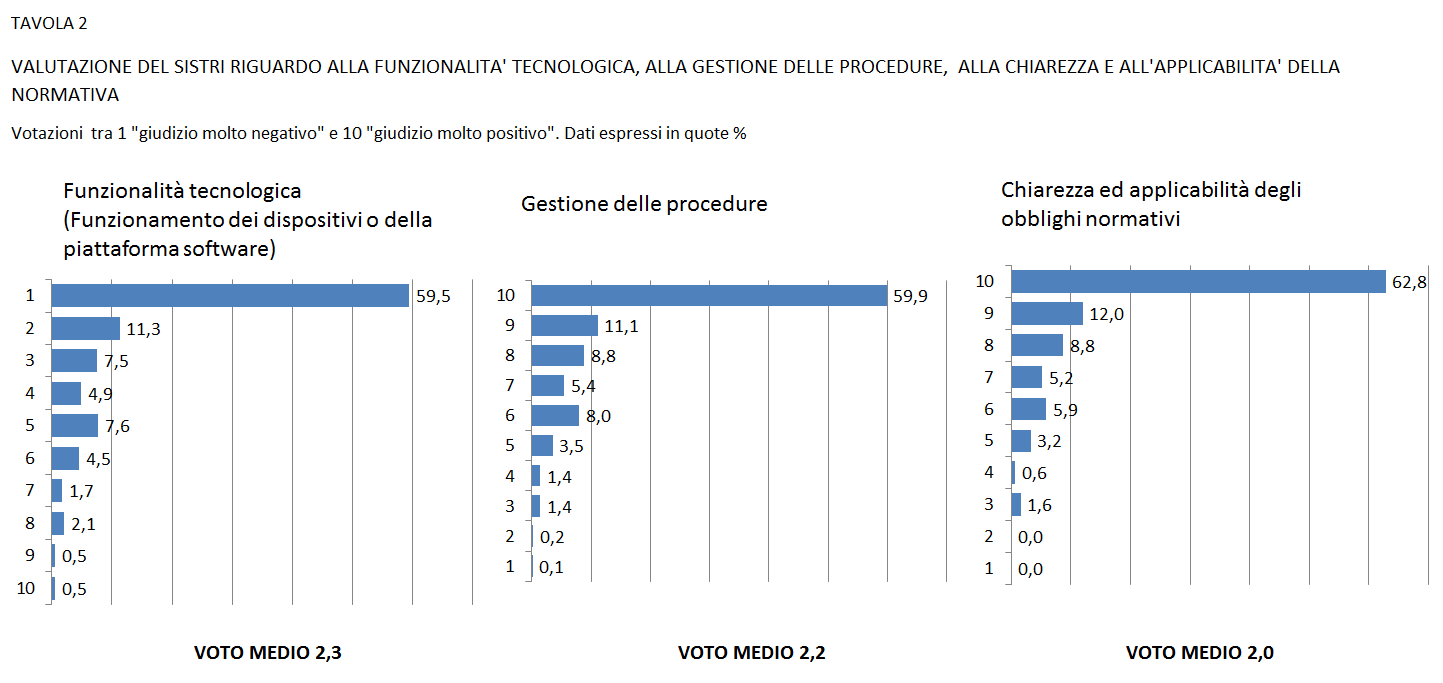 TAVOLA 2
VALUTAZIONE DEL SISTRI RIGUARDO ALLA FUNZIONALITA' TECNOLOGICA, ALLA GESTIONE DELLE PROCEDURE, ALLA CHIAREZZA E ALL'APPLICABILITA' DELLA
NORMATIVA
Votazioni tra 1 "giudizio molto negativo" e 10 "giudizio molto positivo". Dati espressi in quote %
Funzionalità tecnologica
(Funzionamento dei dispositivi o della
piattaforma software)
1 59,5
2 11,3
3 7,5
4 4,9
5 7,6
6 4,5
7 1,7
8 2,1
9 0,5
10 0,5
VOTO MEDIO 2,3
Gestione delle procedure
10 59,9
9 11,1
8 8,8
7 5,4
6 8,0
5 3,5
4 1,4
3 1,4
2 0,2
1 0,1
VOTO MEDIO 2,2
Chiarezza ed applicabilità degli
obblighi normativi
10 62,8
9 12,0
8 8,8
7 5,2
6 5,9
5 3,2
4 0,6
3 1,6
2 0,0
1 0,0
VOTO MEDIO 2,0